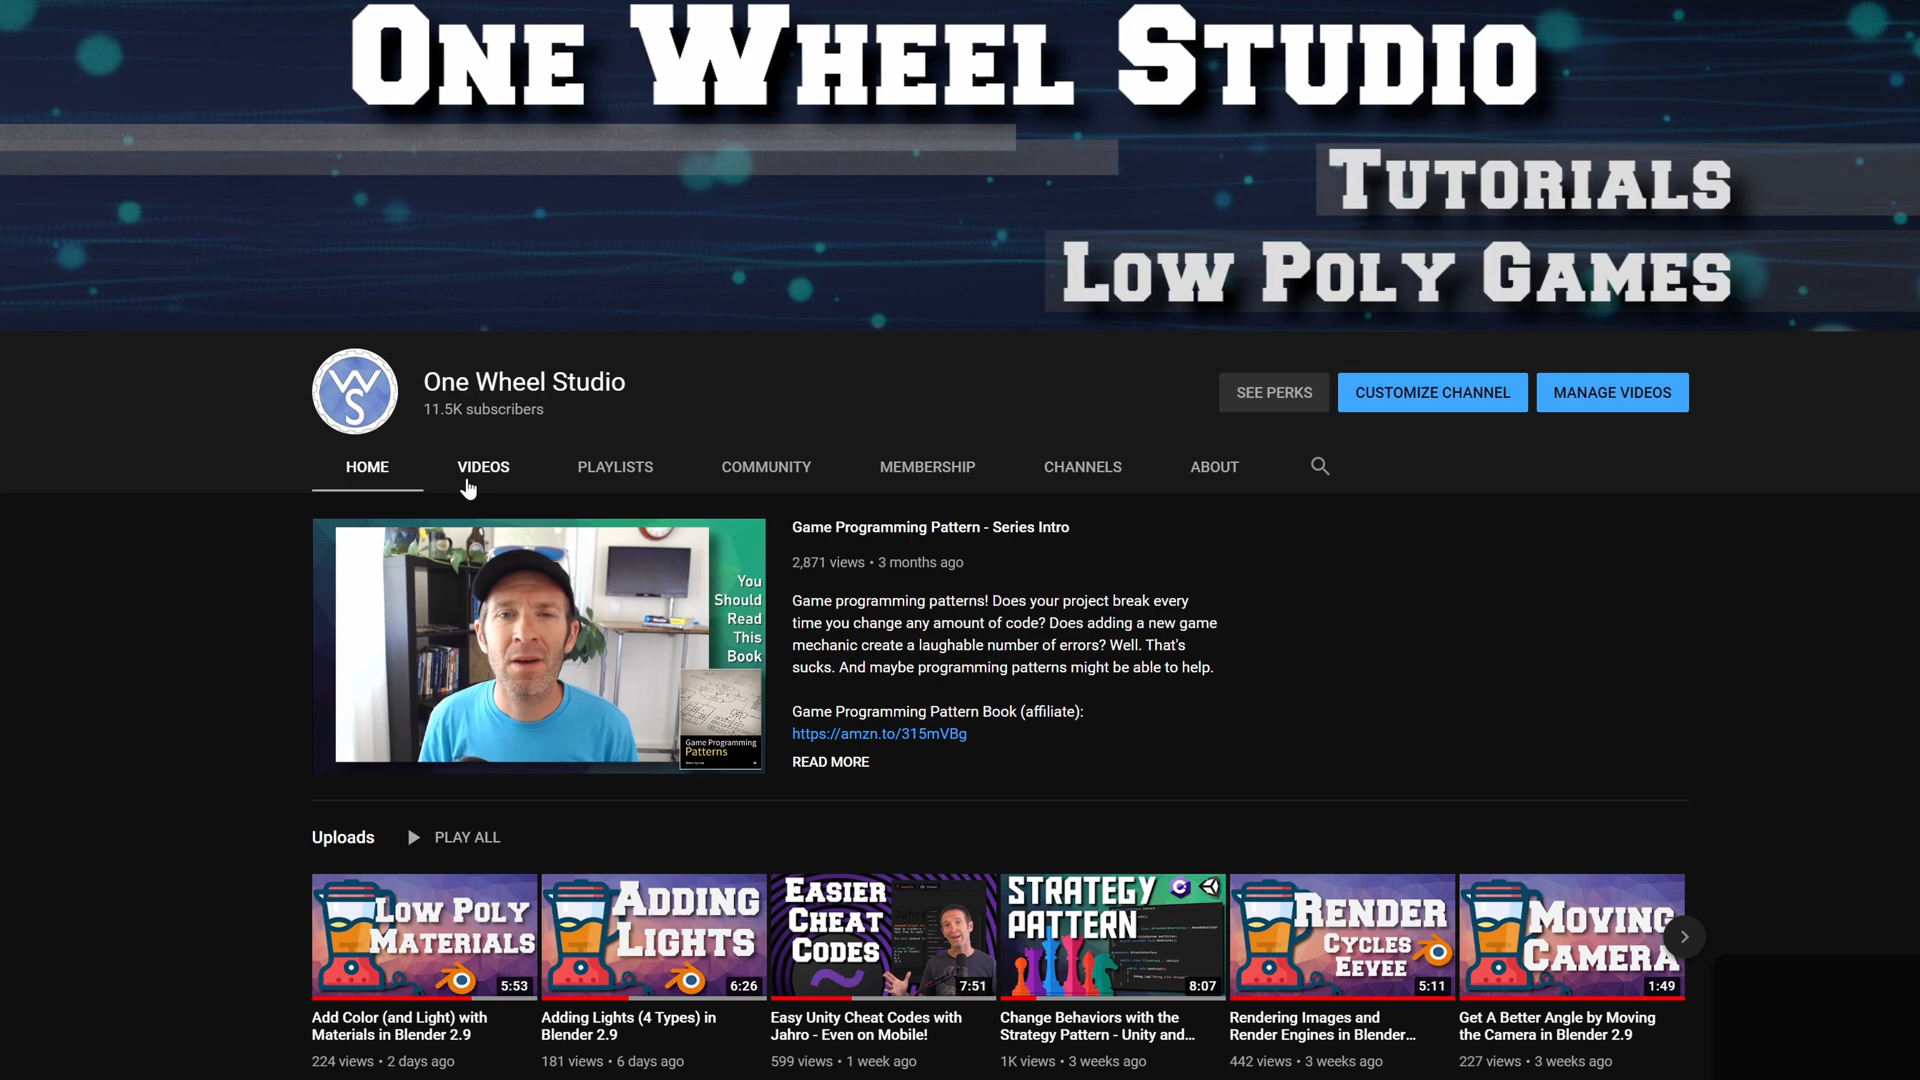 One Wheel Studio
Tutorials
Low Poly Games
WS
One Wheel Studio
11.5K subscribers
SEE PERKS
CUSTOMIZE CHANNEL
MANAGE VIDEOS
HOME
VIDEOS
PLAYLISTS
COMMUNITY
MEMBERSHIP
CHANNELS
ABOUT
You
Should
Read
This
Book
Game Programming
Patterns
Game Programming Pattern - Series Intro
2,871 views • 3 months ago
Game programming patterns! Does your project break every
time you change any amount of code? Does adding a new game
mechanic create a laughable number of errors? Well. That's
sucks. And maybe programming patterns might be able to help.
Game Programming Pattern Book (affiliate):
https://amzn.to/315mVBg
READ MORE
Uploads
PLAY ALL
Low Poly
Materials
5:53
Add Color (and Light) with
Materials in Blender 2.9
224 views • 2 days ago
Adding
Lights
6:26
Adding Lights (4 Types) in
Blender 2.9
181 views • 6 days ago
Easier
Cheat
Codes
7:51
Easy Unity Cheat Codes with
Jahro - Even on Mobile!
599 views • 1 week ago
Strategy
Pattern
8:07
Change Behaviors with the
Strategy Pattern - Unity and...
1K views • 3 weeks ago
Render
Cycles
Eevee
5:11
Rendering Images and
Render Engines in Blender...
442 views • 3 weeks ago
Moving
Camera
1:49
Get A Better Angle by Moving
the Camera in Blender 2.9
227 views • 3 weeks ago